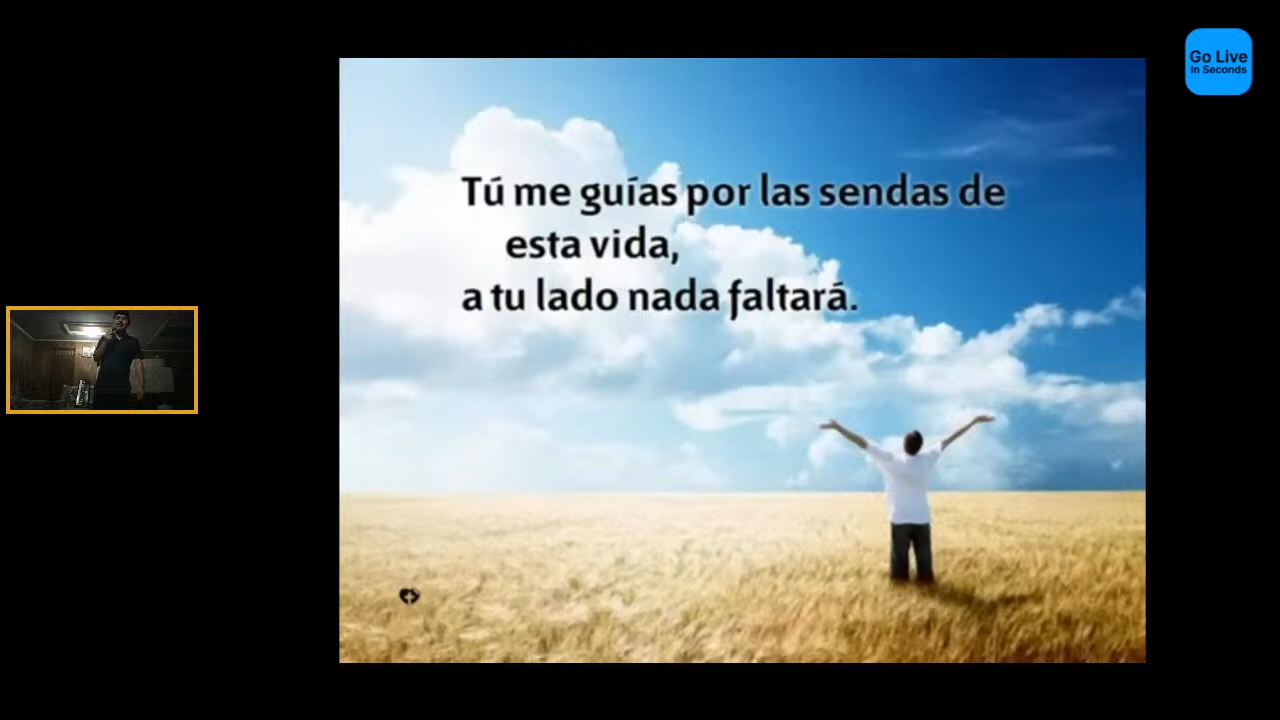 Go Live
In Seconds
Tú me guías por las sendas de
esta vida,
a tu lado nada faltará.